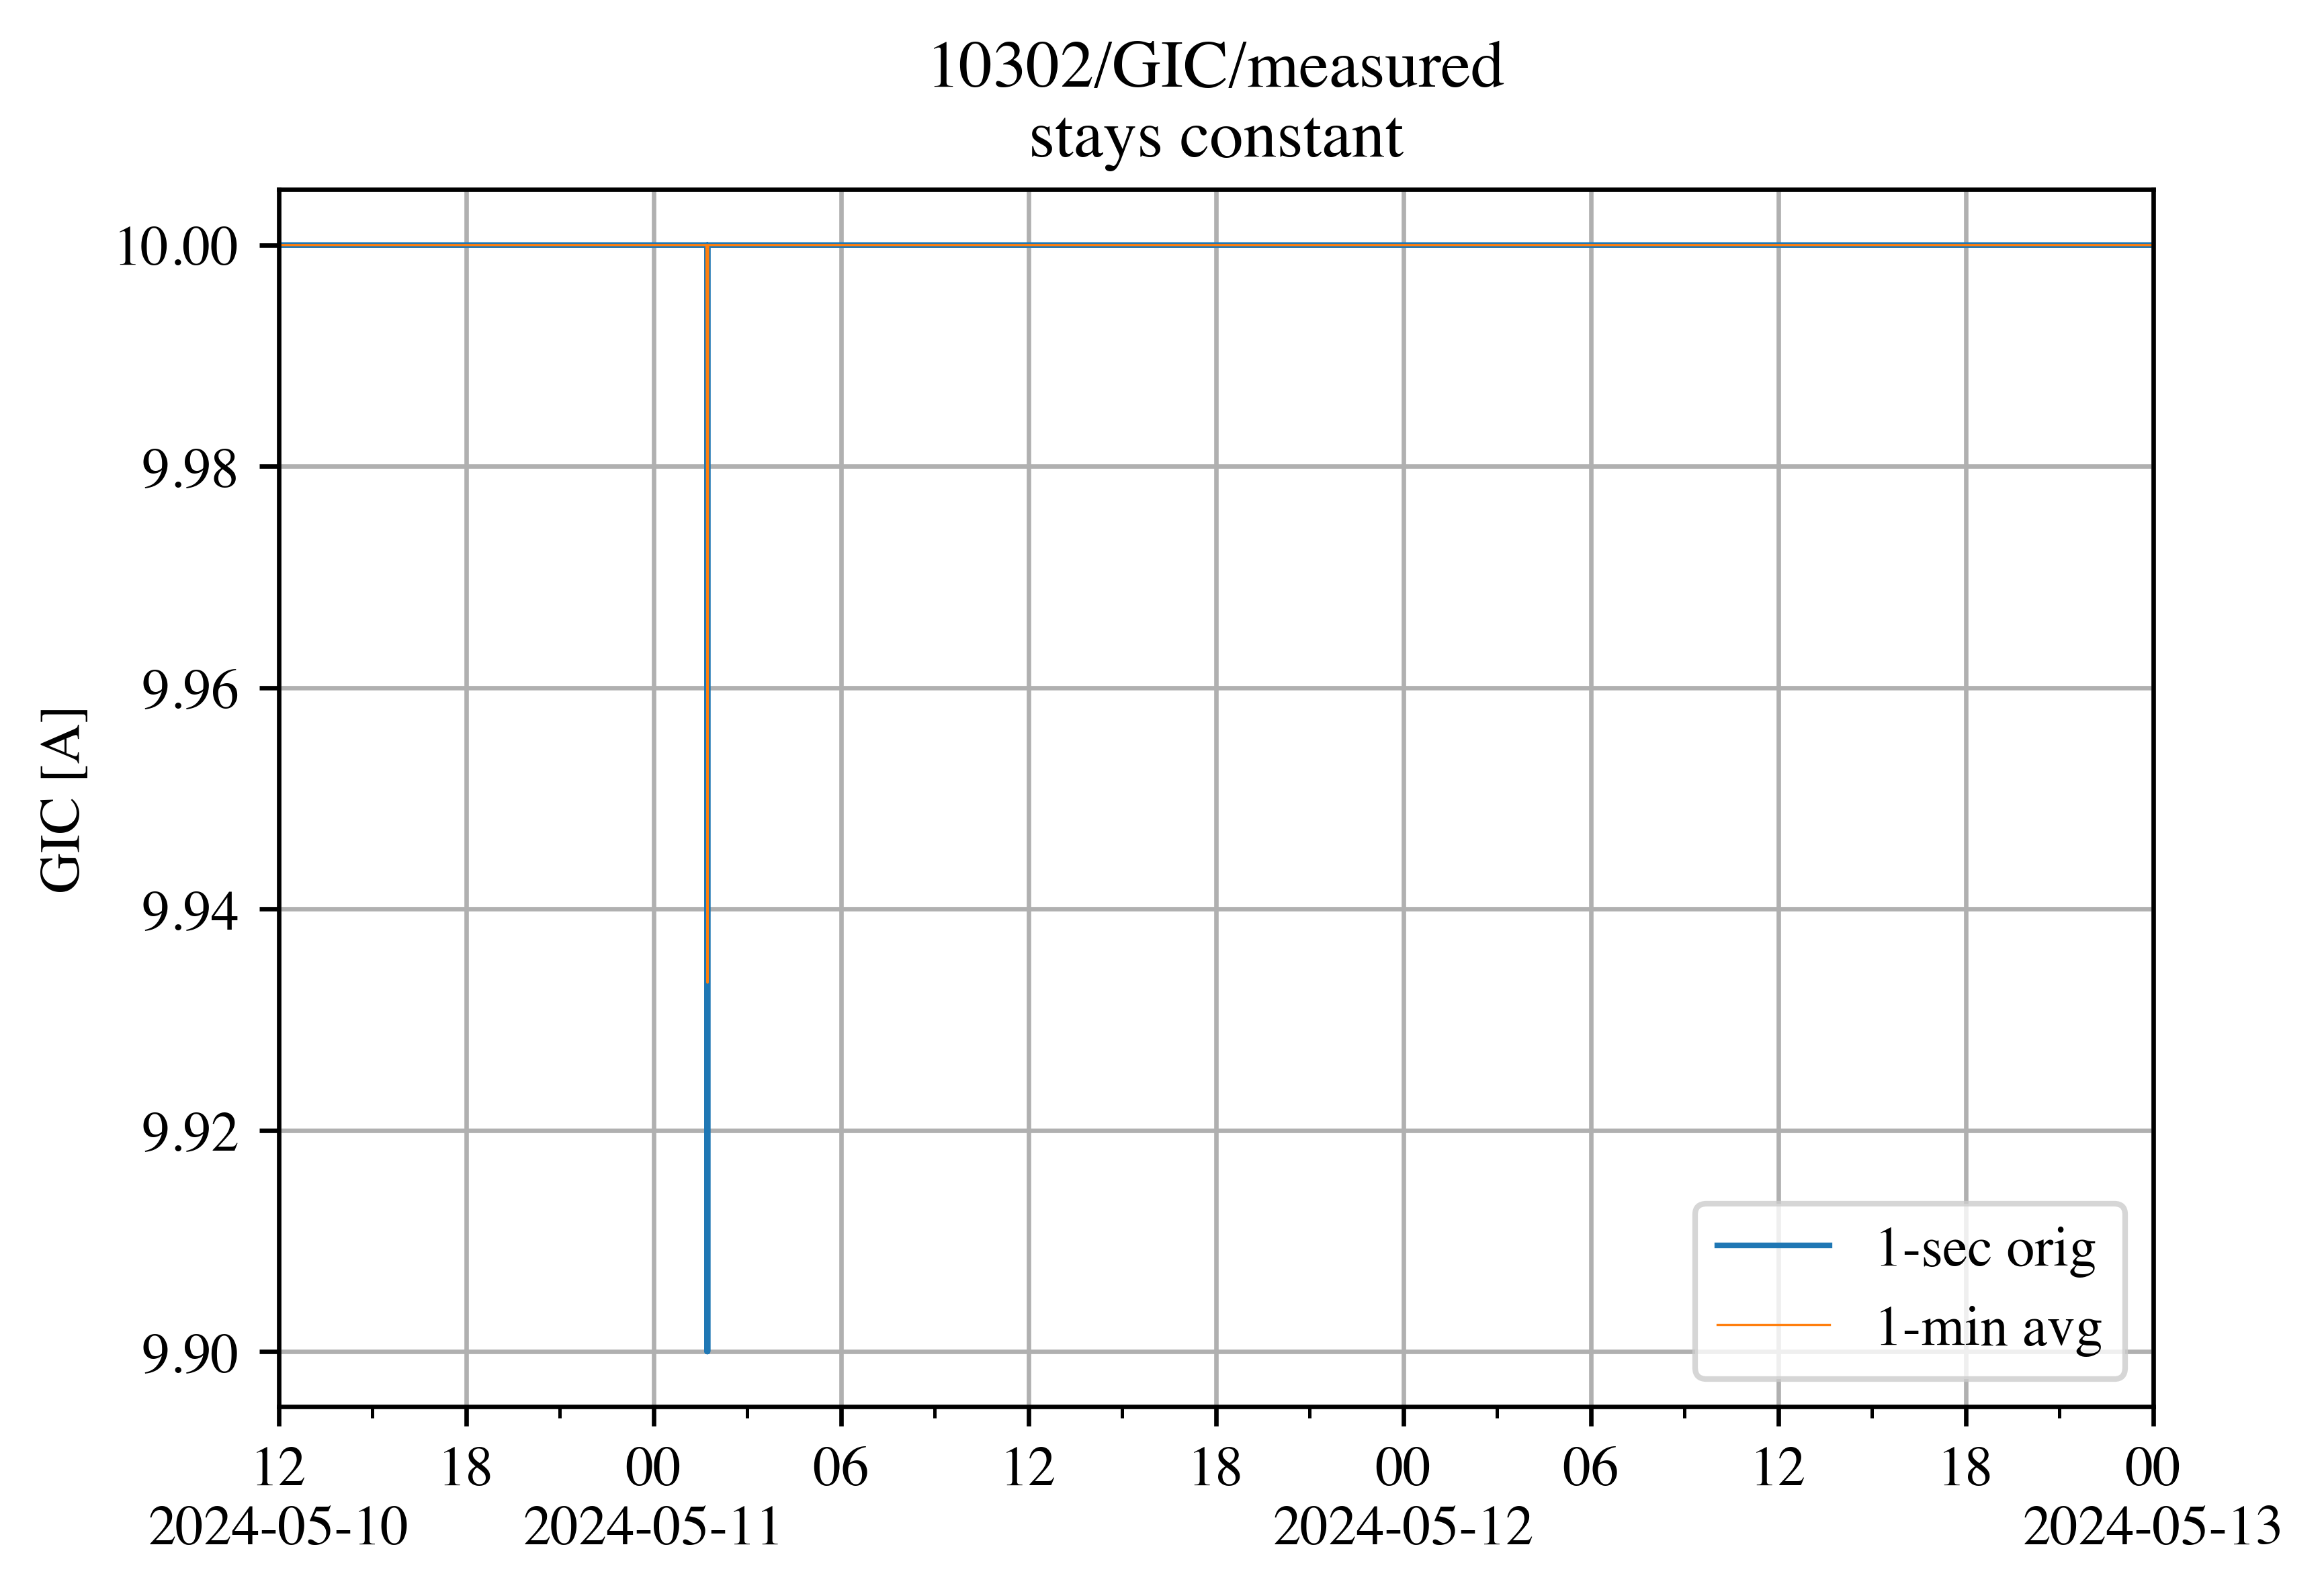 10302/GIC/measured
stays constant
GIC [A]
10.00
9.98
9.96
9.94
9.92
9.90
1-sec orig
1-min avg
12 18 00 06 12 18 00 06 12 18 00
2024-05-10 2024-05-11 2024-05-12 2024-05-13